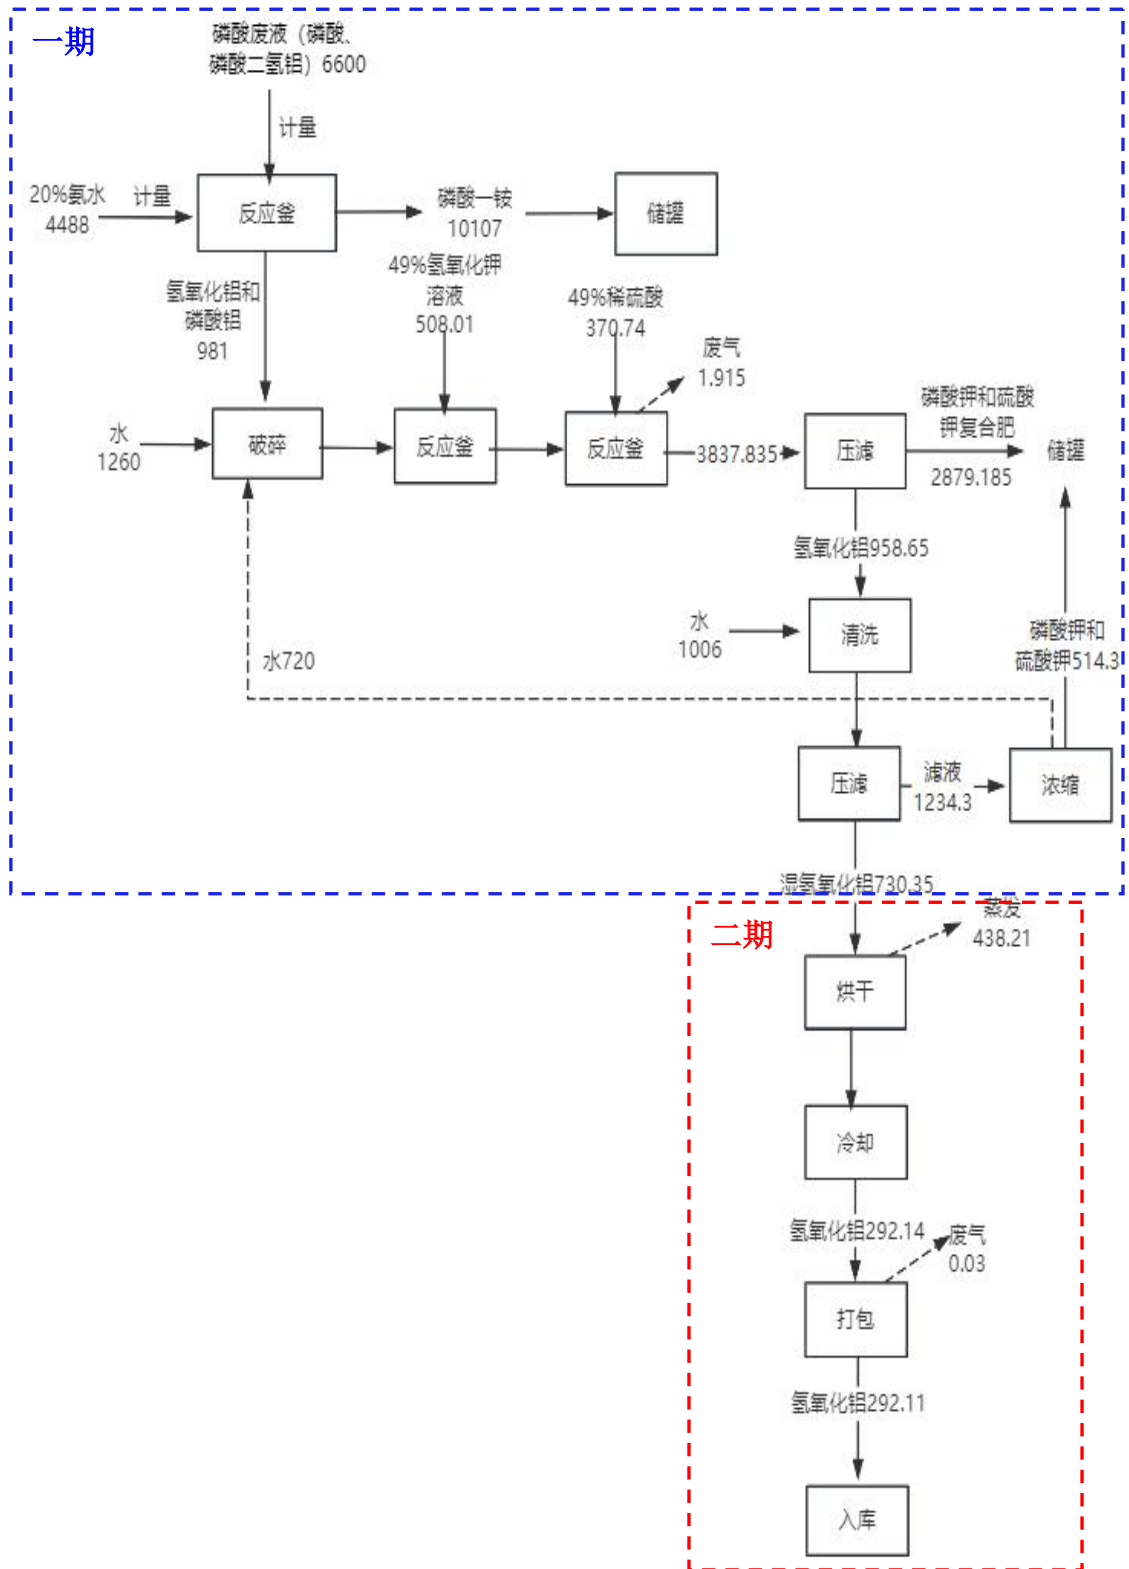 一期
磷酸废液（磷酸、
磷酸二氢铝）6600
计量
20%氨水
4488
计量
反应釜
磷酸一铵
10107
储罐
氢氧化铝和
磷酸铝
981
49%氢氧化钾
溶液
508.01
49%稀硫酸
370.74
废气
1.915
水
1260
破碎
反应釜
反应釜
3837.835
压滤
磷酸钾和硫酸
钾复合肥
2879.185
储罐
氢氧化铝958.65
水
1006
清洗
磷酸钾和
硫酸钾514.3
水720
压滤
滤液
1234.3
浓缩
湿氢氧化铝730.35
二期
蒸发
438.21
烘干
冷却
氢氧化铝292.14
废气
0.03
打包
氢氧化铝292.11
入库